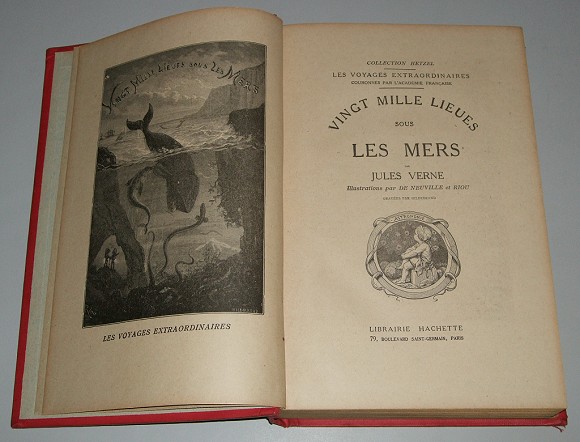 VINGT MILLE LIEUES SOUS LES MERS
LES VOYAGES EXTRAORDINAIRES
COLLECTION HETZEL
LES VOYAGES EXTRAORDINAIRES
COURONNÉS PAR L'ACADÉMIE FRANÇAISE
VINGT MILLE LIEUES
SOUS
LES MERS
PAR
JULES VERNE
Illustrations par DE NEUVILLE et RIOU
LIBRAIRIE HACHETTE
79, BOULEVARD SAINT-GERMAIN, PARIS